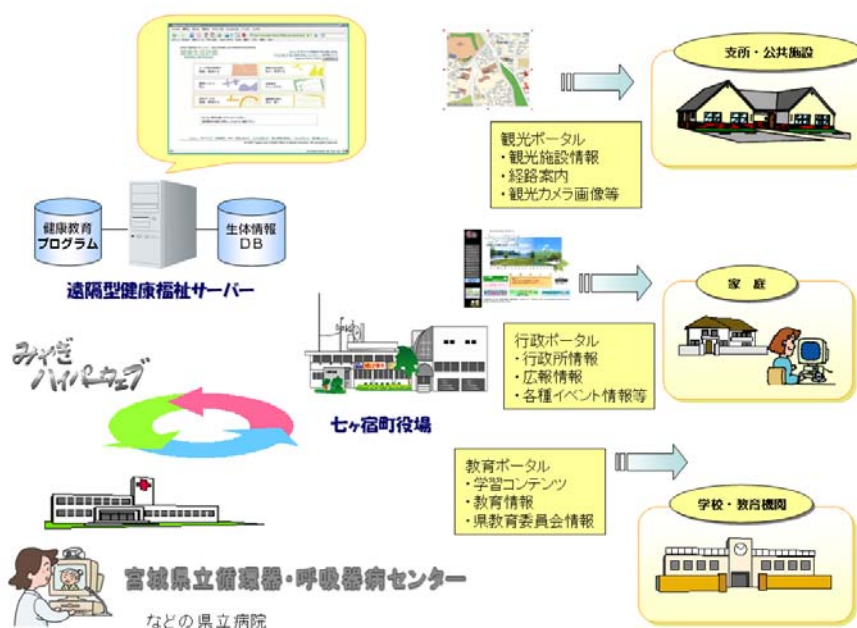 支所・公共施設
観光ポータル
・観光施設情報
・経路案内
・観光カメラ画像等
健康教育
プログラム
生体情報
DB
遠隔型健康福祉サーバー
家 庭
行政ポータル
・行政所情報
・広報情報
・各種イベント情報等
みやぎ
ハイパーウェブ
七ヶ宿町役場
教育ポータル
・学習コンテンツ
・教育情報
・県教育委員会情報
学校・教育機関
宮城県立循環器・呼吸器病センター
などの県立病院